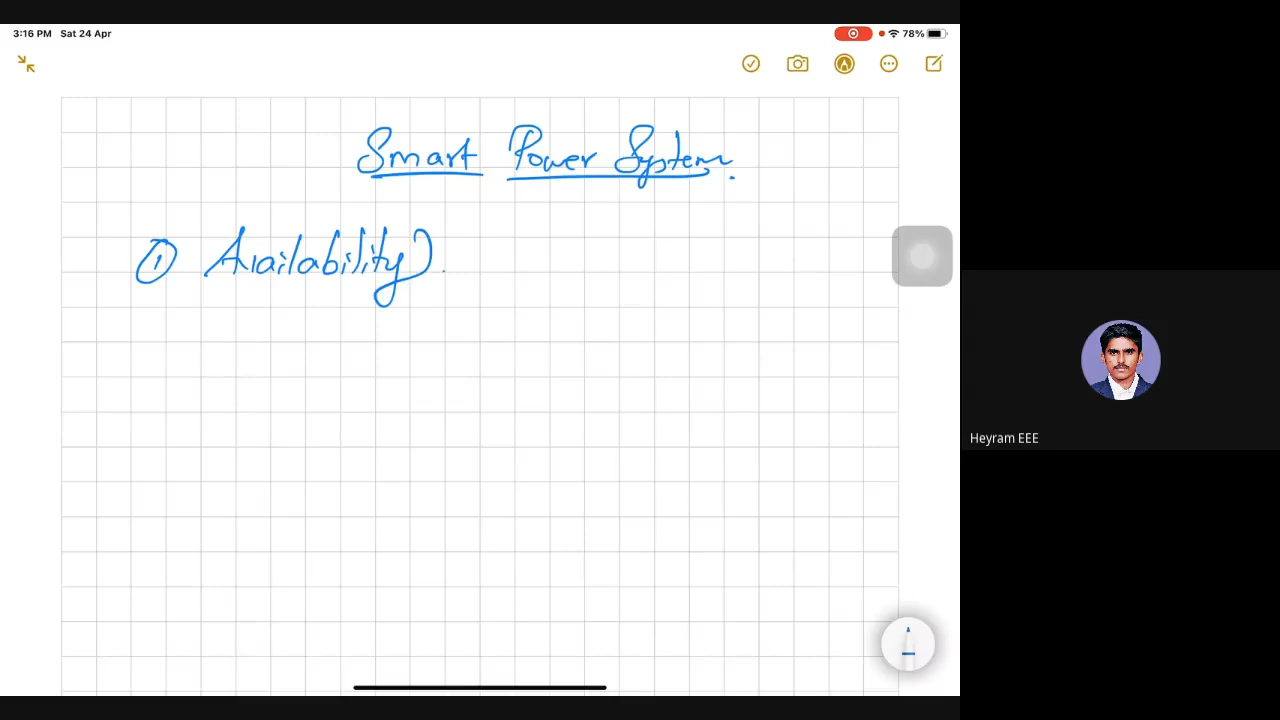 3:16 PM Sat 24 Apr
78%
Smart Power System.
① Availability
Heyram EEE